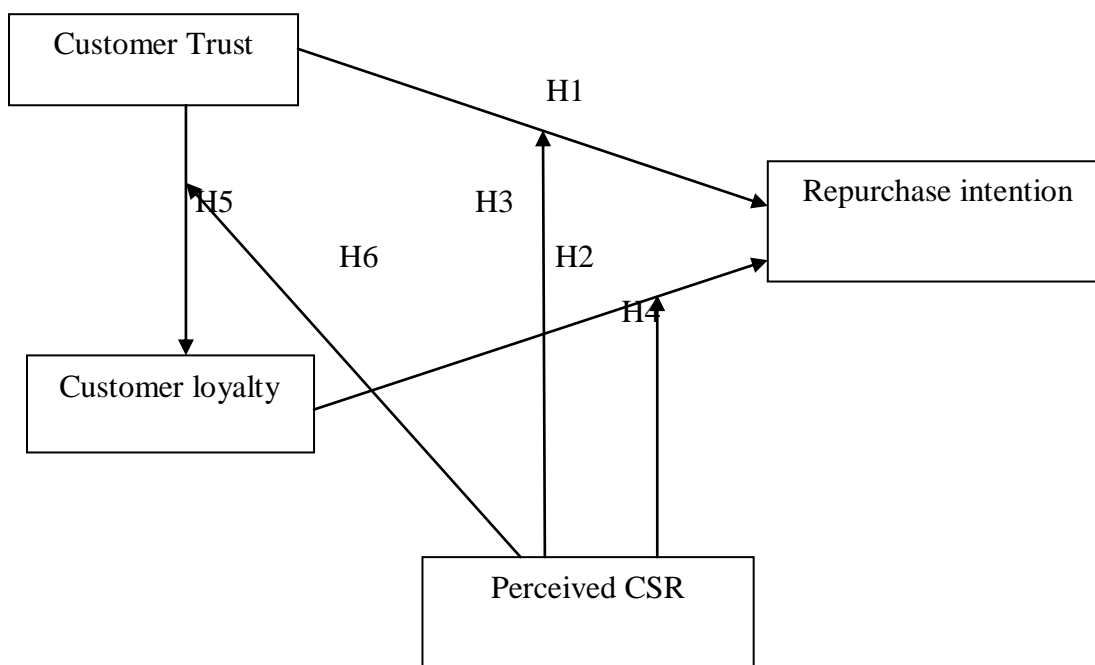 Customer Trust
H1
Repurchase intention
H5
H3
H6
H2
H4
Customer loyalty
Perceived CSR